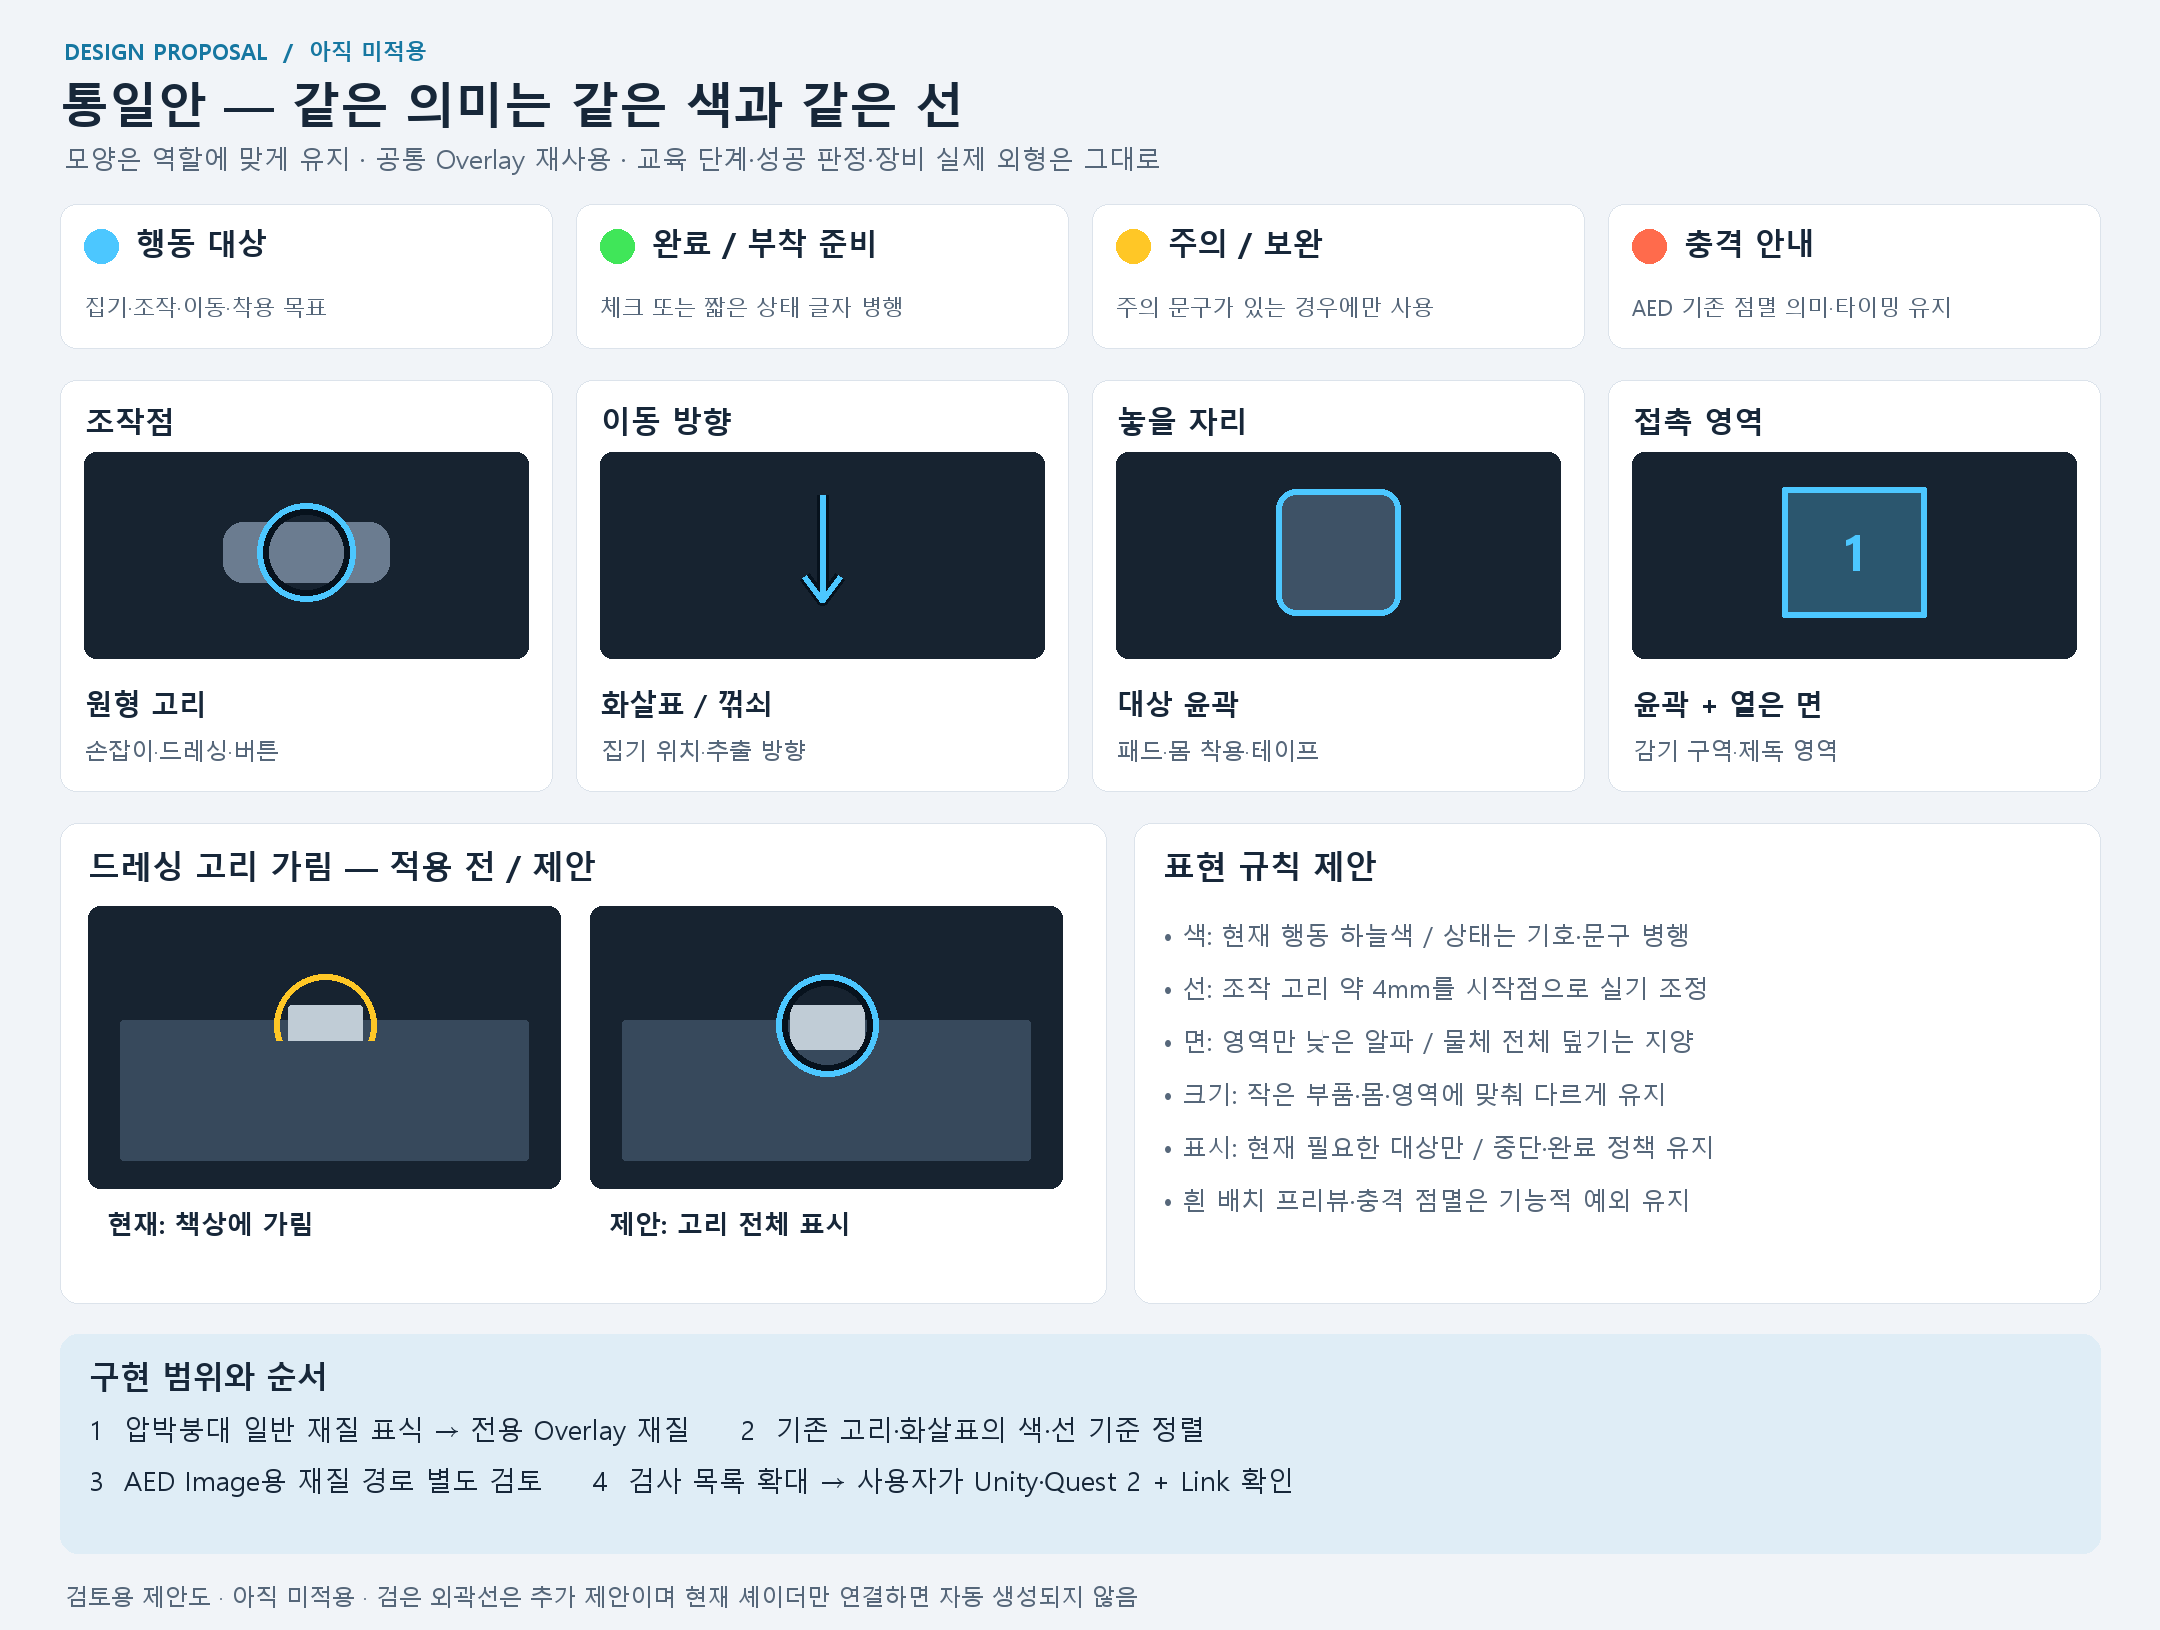 DESIGN PROPOSAL / 아직 미적용
통일안 — 같은 의미는 같은 색과 같은 선
모양은 역할에 맞게 유지 · 공통 Overlay 재사용 · 교육 단계·성공 판정·장비 실제 외형은 그대로
행동 대상
집기·조작·이동·착용 목표
완료 / 부착 준비
체크 또는 짧은 상태 글자 병행
주의 / 보완
주의 문구가 있는 경우에만 사용
충격 안내
AED 기존 점멸 의미·타이밍 유지
조작점
원형 고리
손잡이·드레싱·버튼
이동 방향
화살표 / 꺾쇠
집기 위치·추출 방향
놓을 자리
대상 윤곽
패드·몸 착용·테이프
접촉 영역
1
윤곽 + 옅은 면
감기 구역·제독 영역
드레싱 고리 가림 — 적용 전 / 제안
현재: 책상에 가림
제안: 고리 전체 표시
표현 규칙 제안
• 색: 현재 행동 하늘색 / 상태는 기호·문구 병행
• 선: 조작 고리 약 4mm를 시작점으로 실기 조정
• 면: 영역만 낮은 알파 / 물체 전체 덮기는 지양
• 크기: 작은 부품·몸·영역에 맞춰 다르게 유지
• 표시: 현재 필요한 대상만 / 중단·완료 정책 유지
• 흰 배치 프리뷰·충격 점멸은 기능적 예외 유지
구현 범위와 순서
1 압박붕대 일반 재질 표식 → 전용 Overlay 재질 2 기존 고리·화살표의 색·선 기준 정렬
3 AED Image용 재질 경로 별도 검토 4 검사 목록 확대 → 사용자가 Unity·Quest 2 + Link 확인
검토용 제안도 · 아직 미적용 · 검은 외곽선은 추가 제안이며 현재 셰이더만 연결하면 자동 생성되지 않음